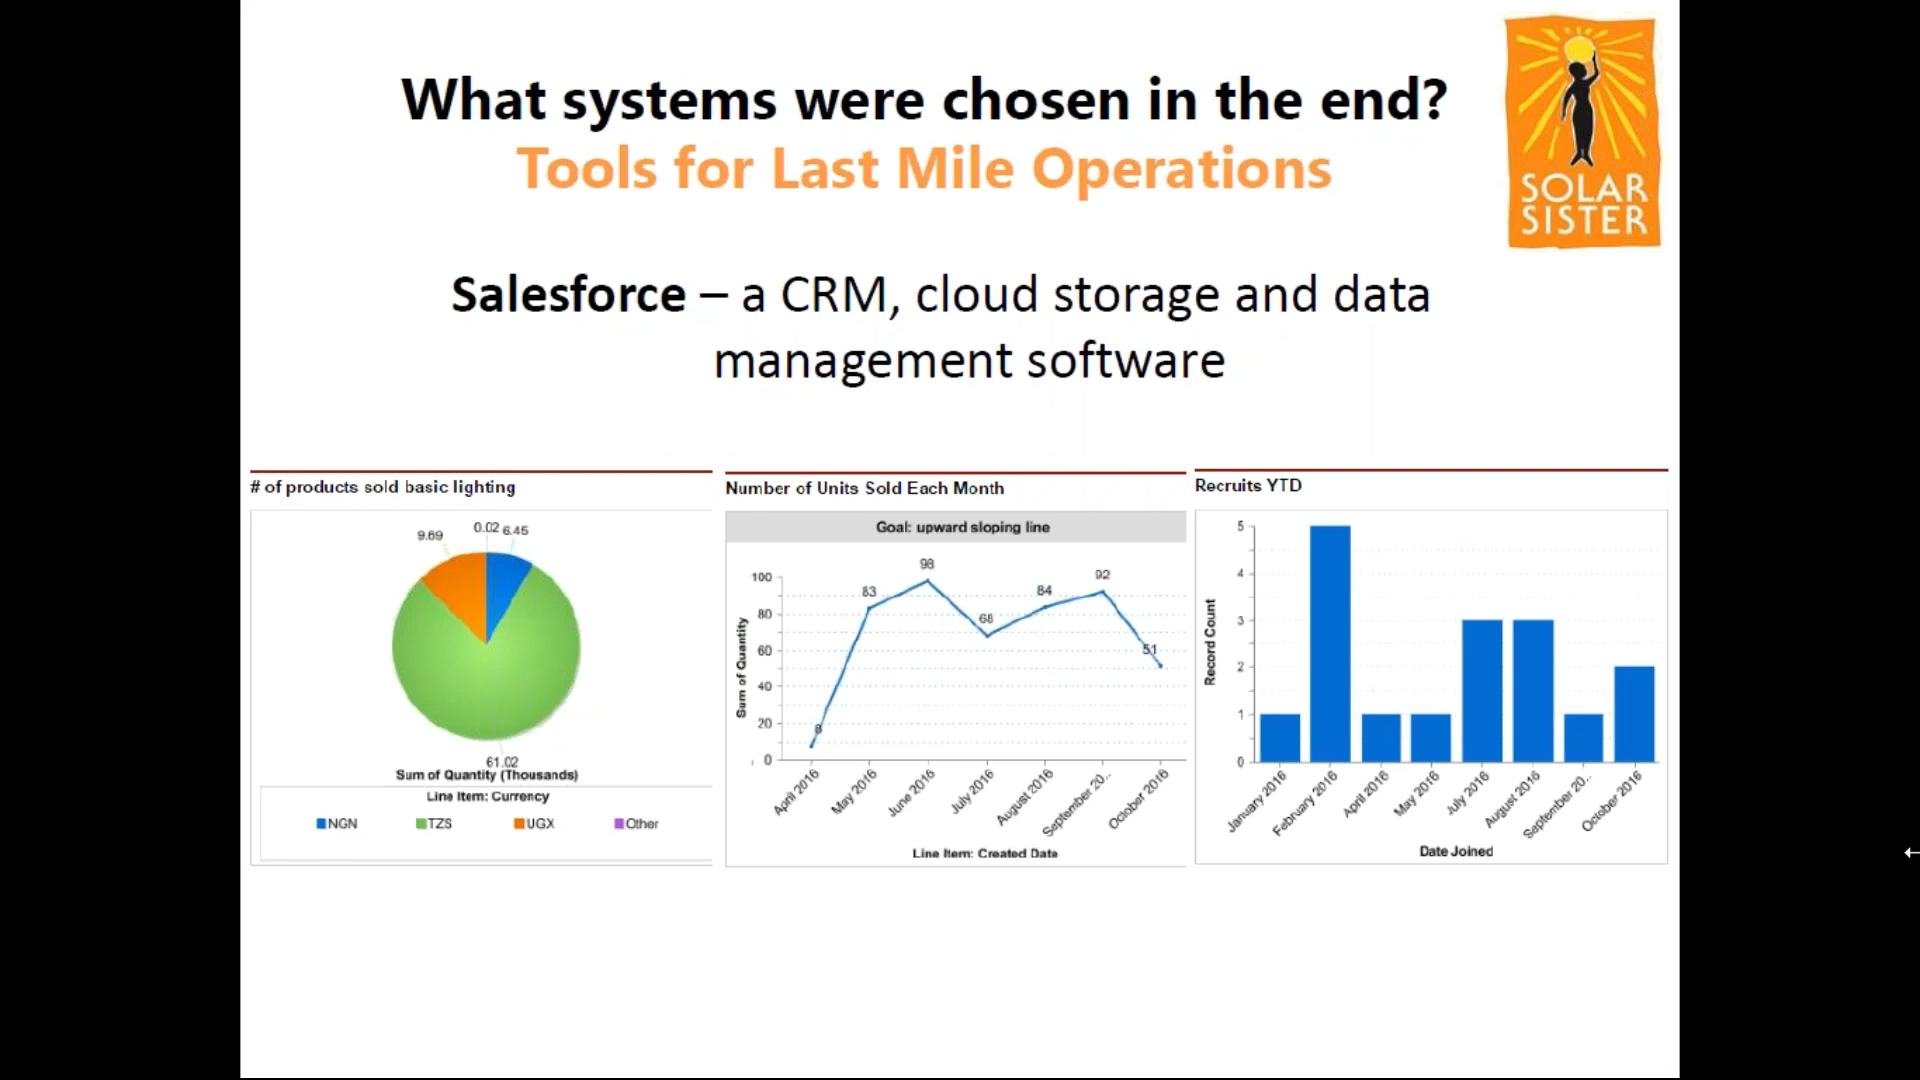 What systems were chosen in the end?
Tools for Last Mile Operations
SOLAR
SISTER
Salesforce – a CRM, cloud storage and data
management software
# of products sold basic lighting
9.69
0.02
6.45
61.02
Sum of Quantity (Thousands)
Line Item: Currency
NGN
TZS
UGX
Other
Number of Units Sold Each Month
Goal: upward sloping line
Sum of Quantity
100
80
60
40
20
0
8
83
98
68
84
92
51
April 2016
May 2016
June 2016
July 2016
August 2016
September 20..
October 2016
Line Item: Created Date
Recruits YTD
Record Count
5
4
3
2
1
0
January 2016
February 2016
April 2016
May 2016
July 2016
August 2016
September 20..
October 2016
Date Joined